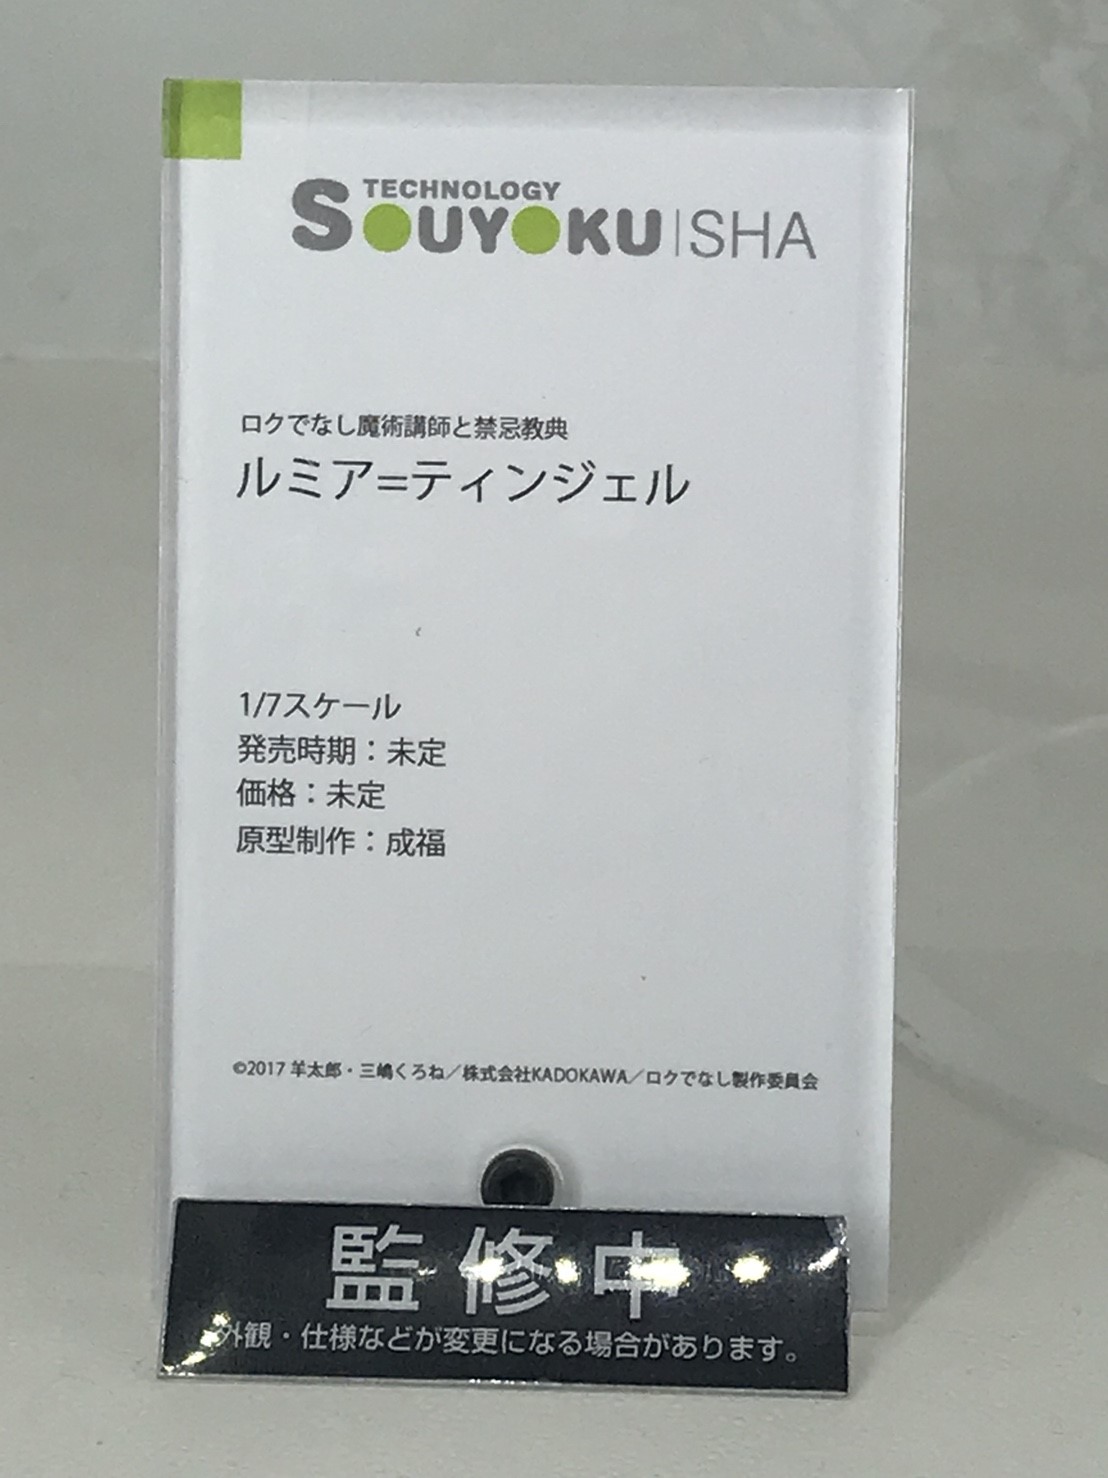 TECHNOLOGY
SOUYOKU|SHA
ロクでなし魔術講師と禁忌教典
ルミア=ティンジェル
1/7スケール
発売時期：未定
価格：未定
原型制作：成福
©2017 羊太郎・三嶋くろね／株式会社KADOKAWA／ロクでなし製作委員会
監修中
外観・仕様などが変更になる場合があります。